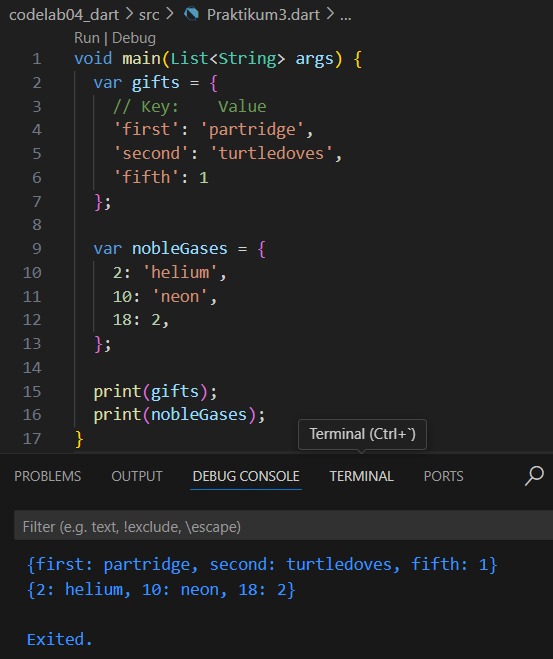 codelab04_dart > src > Praktikum3.dart > ...
Run | Debug
1 void main(List<String> args) {
2   var gifts = {
3     // Key:    Value
4     'first': 'partridge',
5     'second': 'turtledoves',
6     'fifth': 1
7   };
8
9   var nobleGases = {
10     2: 'helium',
11     10: 'neon',
12     18: 2,
13   };
14
15   print(gifts);
16   print(nobleGases);
17 }
Terminal (Ctrl+`)
PROBLEMS OUTPUT DEBUG CONSOLE TERMINAL PORTS
Filter (e.g. text, !exclude, \escape)
{first: partridge, second: turtledoves, fifth: 1}
{2: helium, 10: neon, 18: 2}
Exited.